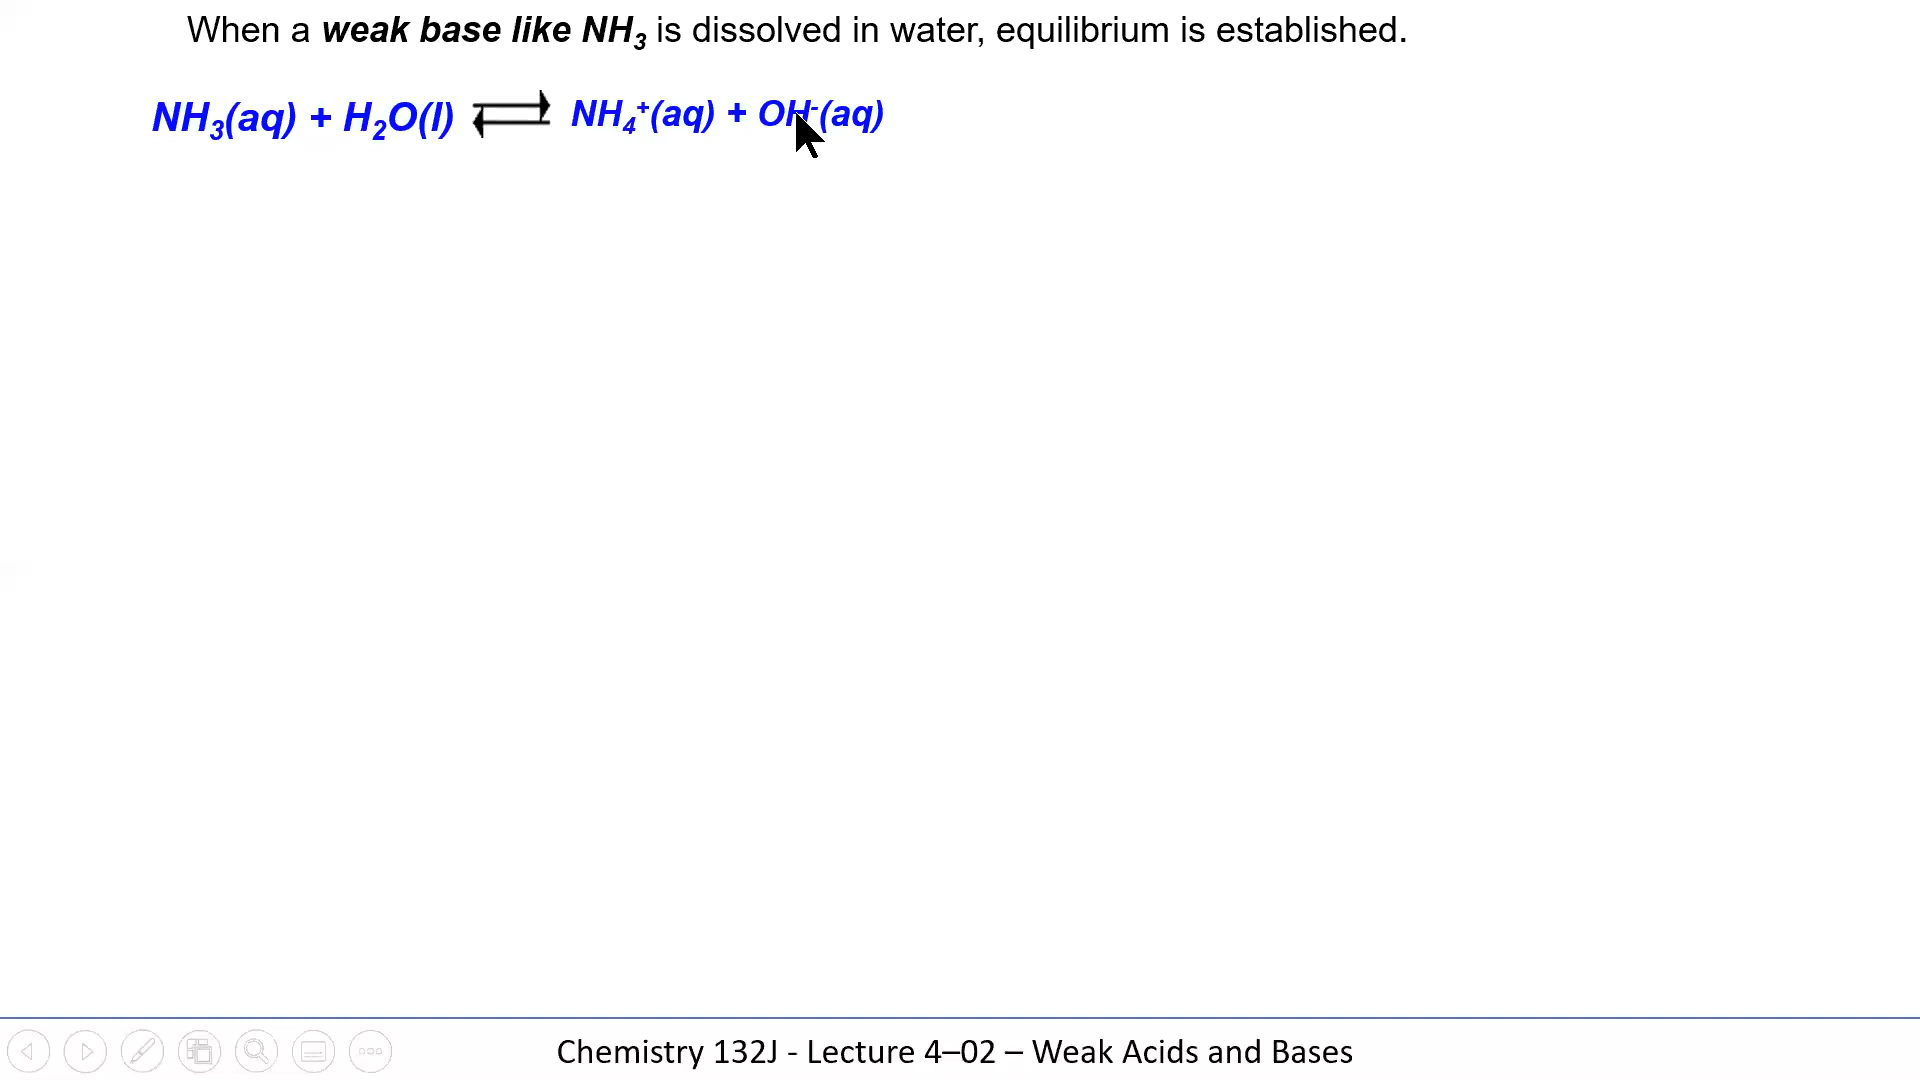 When a weak base like NH₃ is dissolved in water, equilibrium is established.
NH₃(aq) + H₂O(l) ⇌ NH₄⁺(aq) + OH⁻(aq)
Chemistry 132J - Lecture 4–02 – Weak Acids and Bases